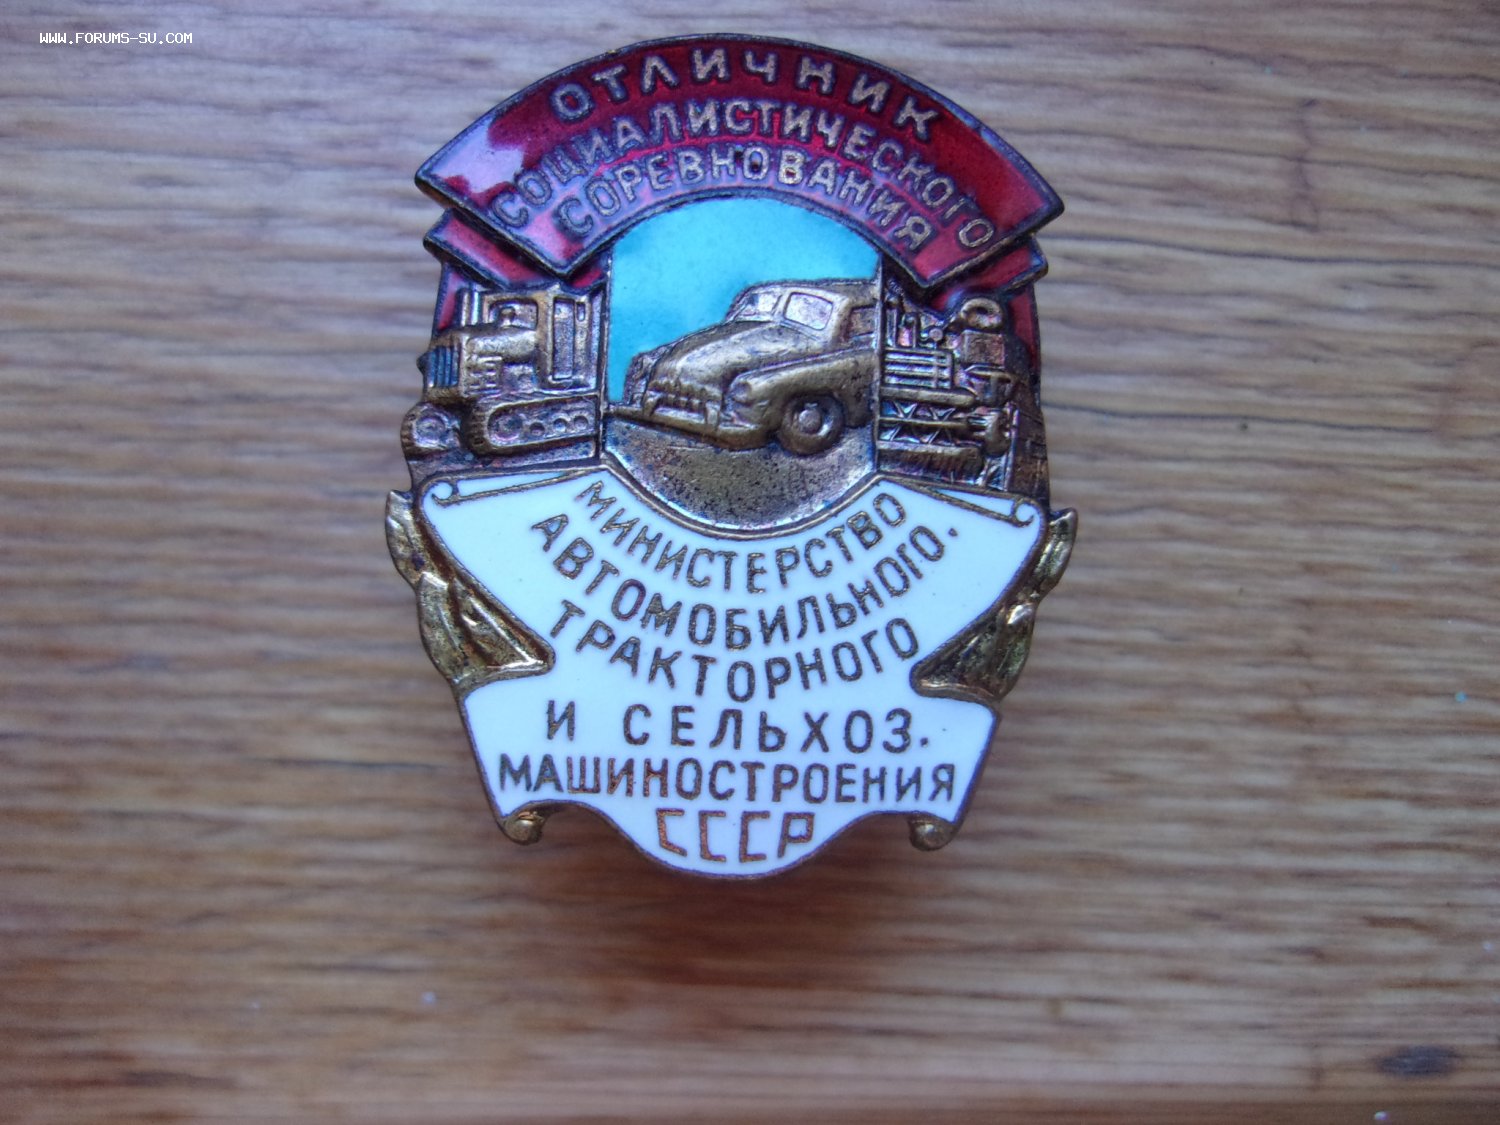 WWW.FORUMS-SU.COM
ОТЛИЧНИК
СОЦИАЛИСТИЧЕСКОГО
СОРЕВНОВАНИЯ
МИНИСТЕРСТВО
АВТОМОБИЛЬНОГО.
ТРАКТОРНОГО
И СЕЛЬХОЗ.
МАШИНОСТРОЕНИЯ
СССР